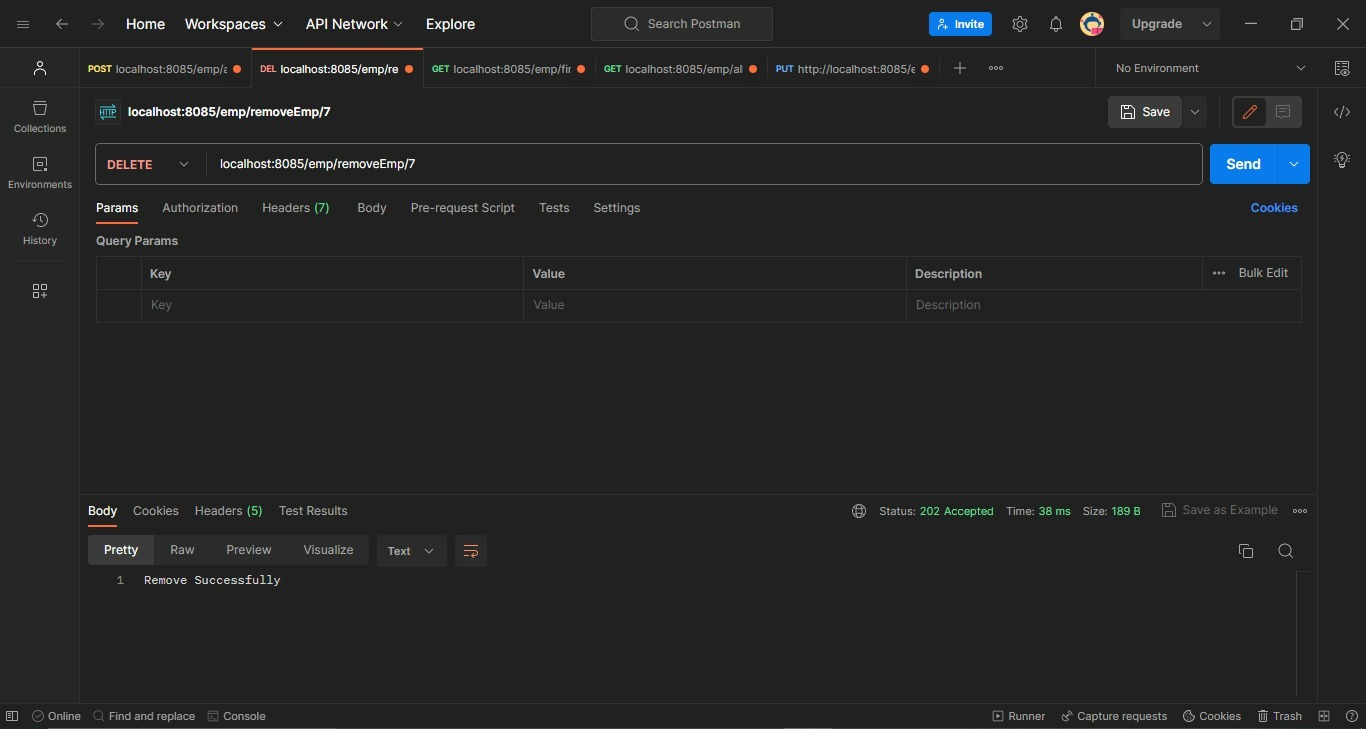 Home Workspaces API Network Explore Search Postman Invite Upgrade
POST localhost:8085/emp/a DEL localhost:8085/emp/re GET localhost:8085/emp/fir GET localhost:8085/emp/al PUT http://localhost:8085/e No Environment
HTTP localhost:8085/emp/removeEmp/7 Save
Collections
DELETE localhost:8085/emp/removeEmp/7 Send
Environments
Params Authorization Headers (7) Body Pre-request Script Tests Settings Cookies
History
Query Params
Key Value Description Bulk Edit
Key Value Description
Body Cookies Headers (5) Test Results Status: 202 Accepted Time: 38 ms Size: 189 B Save as Example
Pretty Raw Preview Visualize Text
1 Remove Successfully
Online Find and replace Console Runner Capture requests Cookies Trash